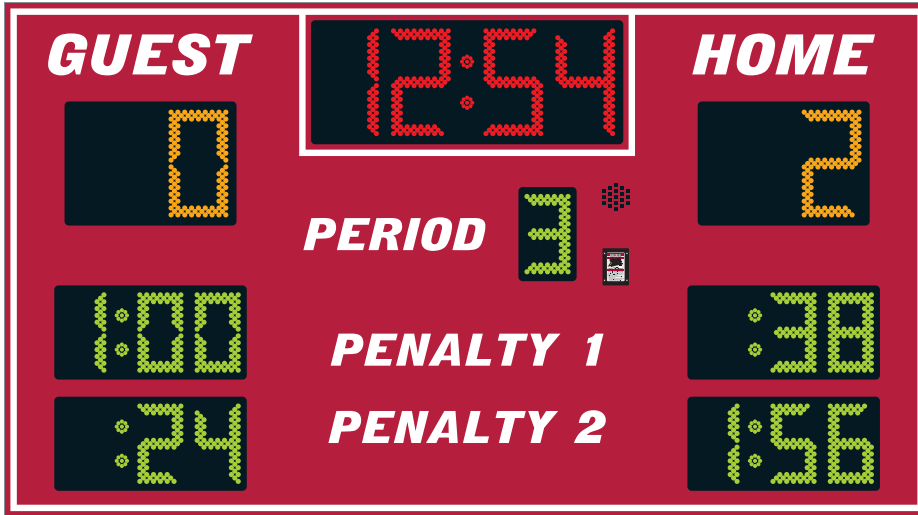 GUEST 12:54 HOME
0 2
PERIOD 3
1:00 PENALTY 1 :38
:24 PENALTY 2 1:56